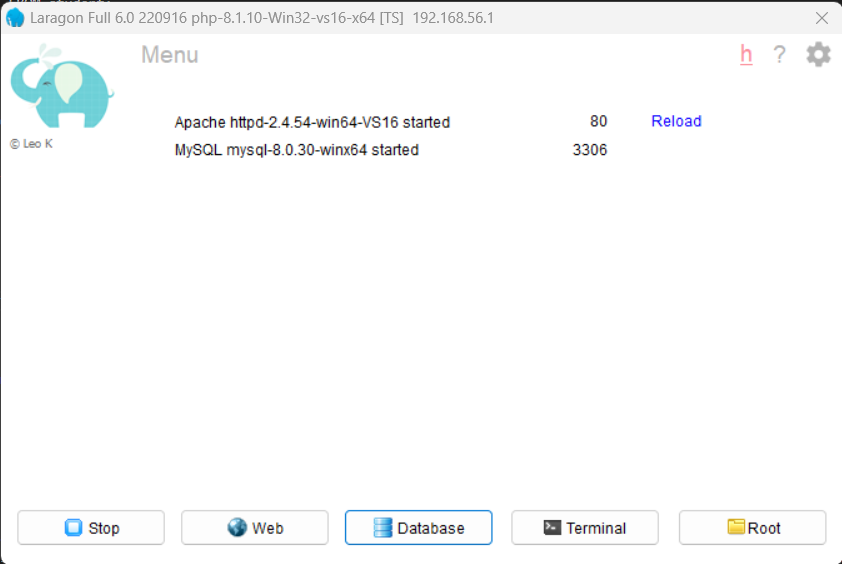 Laragon Full 6.0 220916 php-8.1.10-Win32-vs16-x64 [TS] 192.168.56.1
Menu
h ?
© Leo K
Apache httpd-2.4.54-win64-VS16 started 80 Reload
MySQL mysql-8.0.30-winx64 started 3306
Stop Web Database Terminal Root